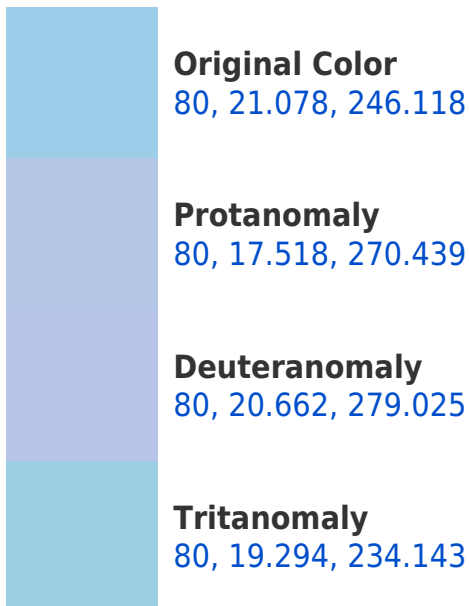 Original Color
80, 21.078, 246.118
Protanomaly
80, 17.518, 270.439
Deuteranomaly
80, 20.662, 279.025
Tritanomaly
80, 19.294, 234.143